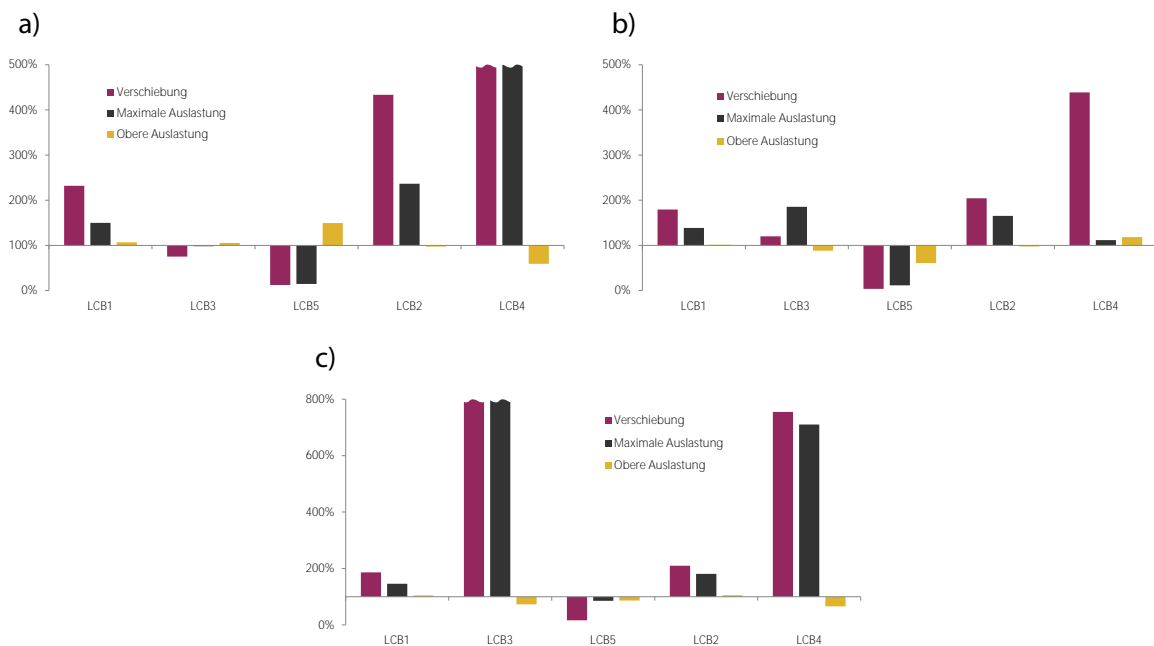 a)
500%
400%
300%
200%
100%
0%
Verschiebung
Maximale Auslastung
Obere Auslastung
LCB1 LCB3 LCB5 LCB2 LCB4
b)
500%
400%
300%
200%
100%
0%
Verschiebung
Maximale Auslastung
Obere Auslastung
LCB1 LCB3 LCB5 LCB2 LCB4
c)
800%
600%
400%
200%
0%
Verschiebung
Maximale Auslastung
Obere Auslastung
LCB1 LCB3 LCB5 LCB2 LCB4